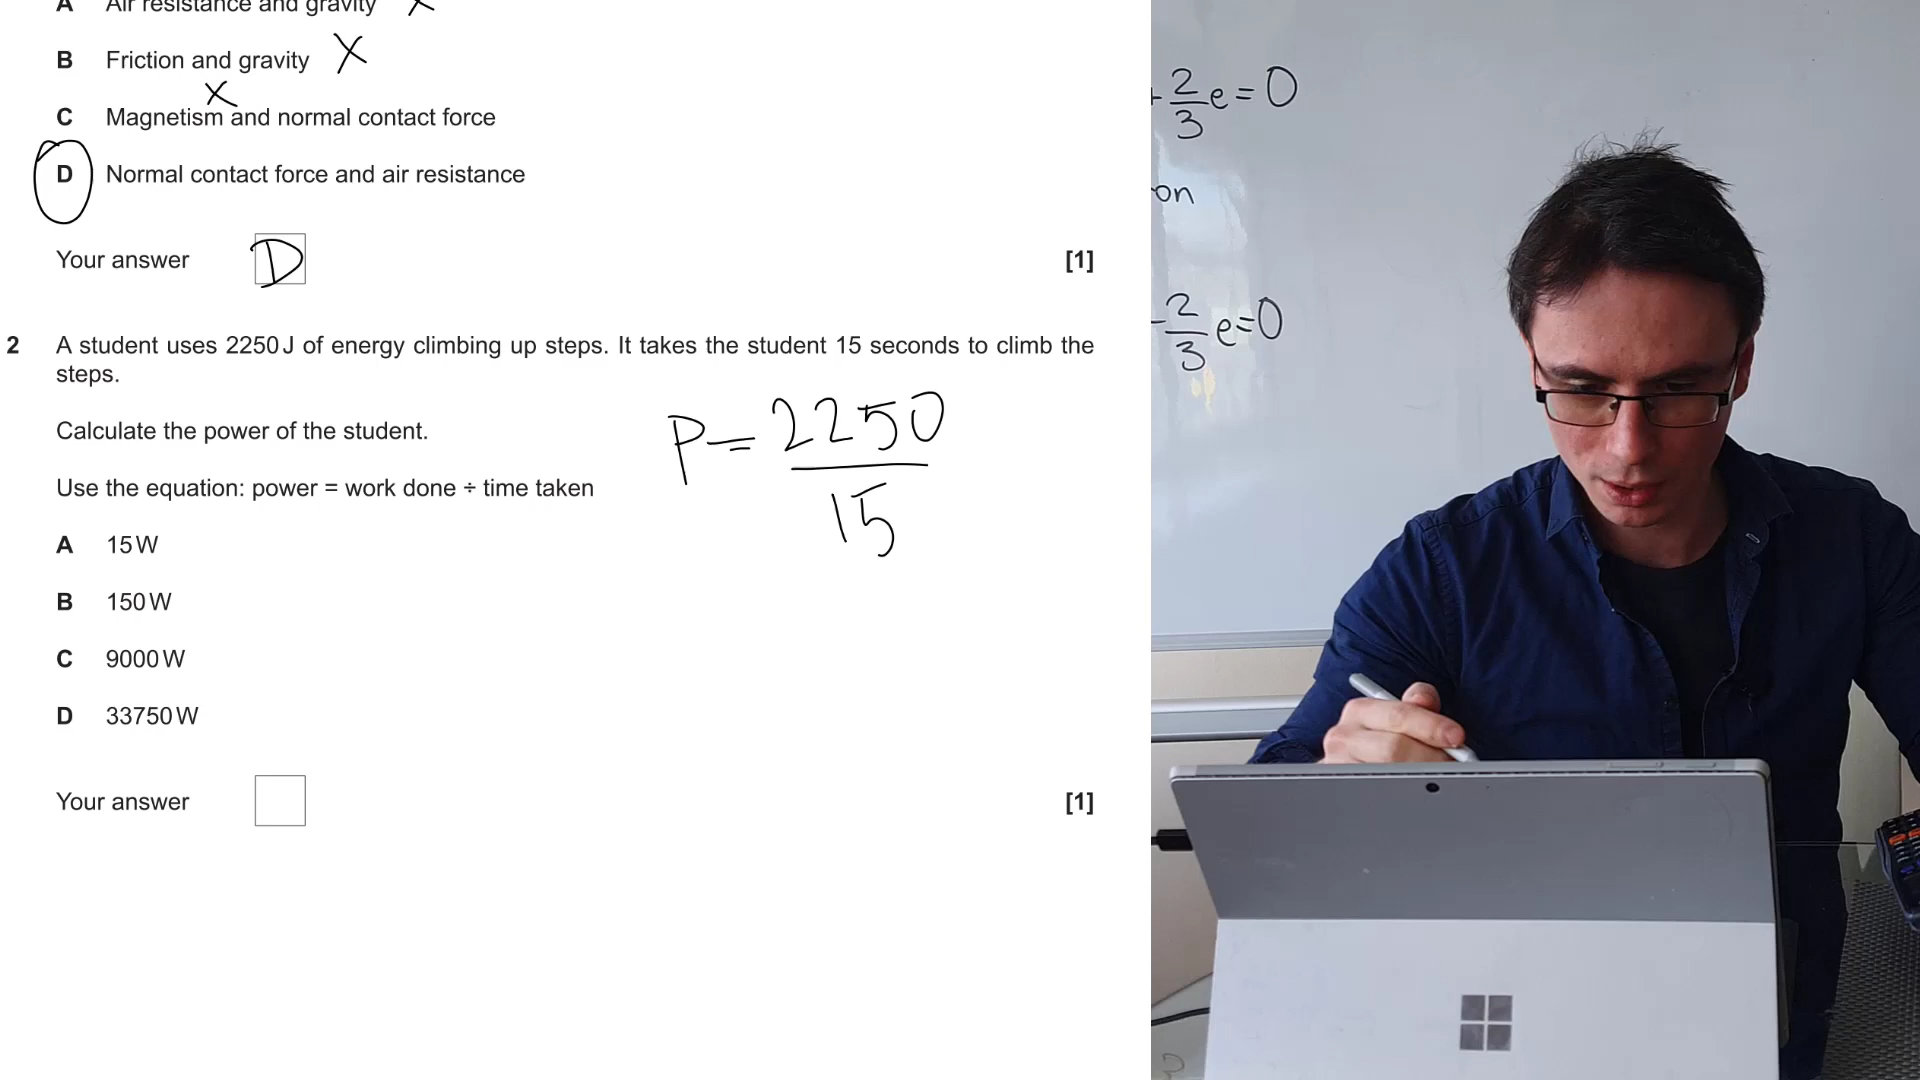 A Air resistance and gravity X
B Friction and gravity X
X
C Magnetism and normal contact force
D Normal contact force and air resistance
Your answer D [1]
2 A student uses 2250 J of energy climbing up steps. It takes the student 15 seconds to climb the
steps.
Calculate the power of the student.
P = 2250
15
Use the equation: power = work done ÷ time taken
A 15 W
B 150 W
C 9000 W
D 33750 W
Your answer [1]
2/3 e = 0
on
2/3 e = 0